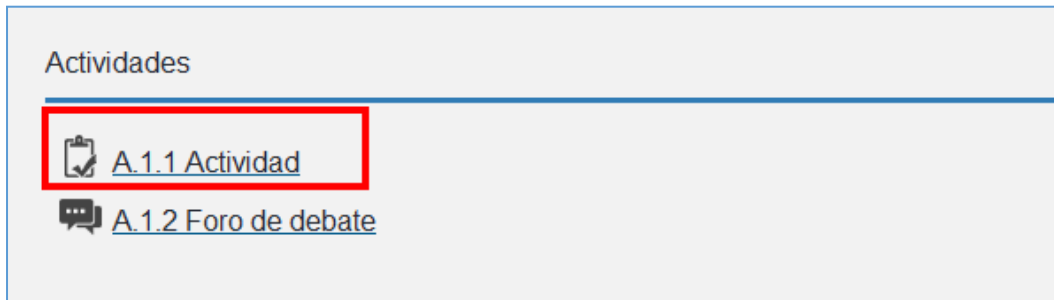 Actividades
A.1.1 Actividad
A.1.2 Foro de debate